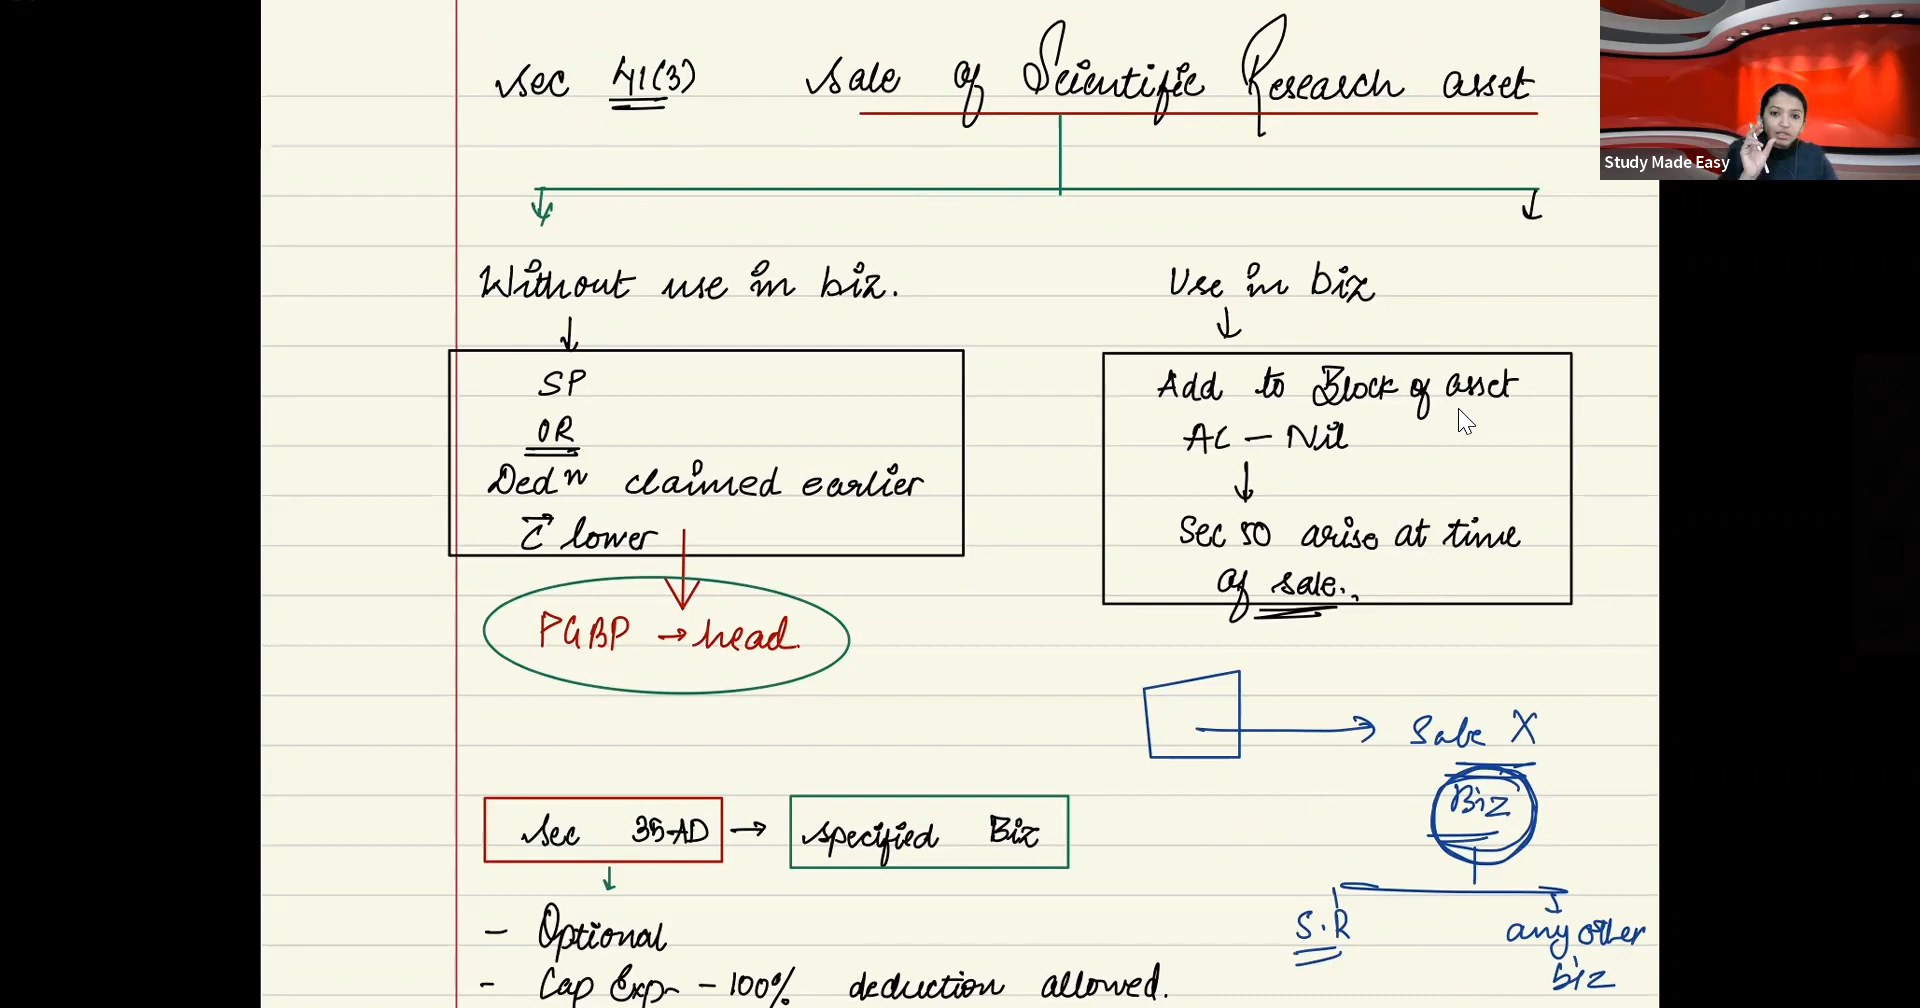 Sec 41(3) Sale of Scientific Research asset
Study Made Easy
Without use in biz.
SP
OR
Dedn claimed earlier
lower
PGBP → head.
Use in biz
Add to Block of asset
AC – Nil
Sec 50 arise at time
of sale.
Sale X
Biz
S.R
any other
biz
Sec 35-AD → specified Biz
- Optional
- Cap Exp - 100% deduction allowed.